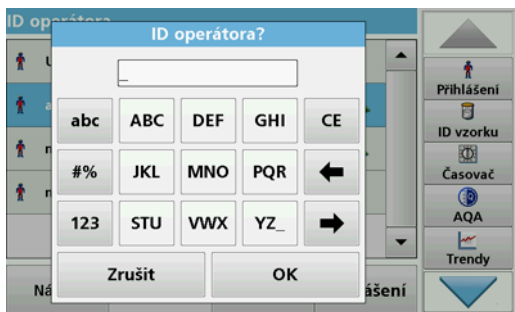 ID operátora
ID operátora?
_
abc ABC DEF GHI CE
#% JKL MNO PQR
123 STU VWX YZ_
Zrušit OK
Přihlášení
ID vzorku
Časovač
AQA
Trendy